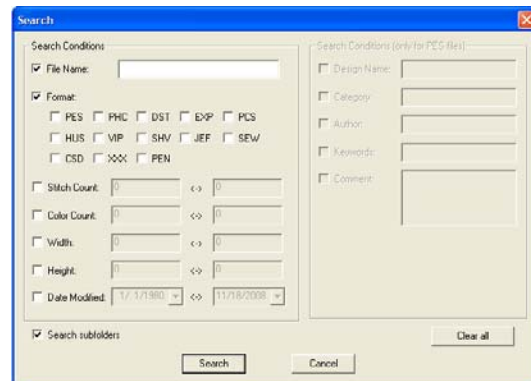 Search
Search Conditions
File Name:
Format:
PES PHC DST EXP PCS
HUS VIP SHV JEF SEW
CSD XXX PEN
Stitch Count: 0 <-> 0
Color Count: 0 <-> 0
Width: 0 <-> 0
Height: 0 <-> 0
Date Modified: 1/ 1/1980 <-> 11/18/2008
Search subfolders
Search Conditions (only for PES files)
Design Name:
Category:
Author:
Keywords:
Comment:
Clear all
Search Cancel